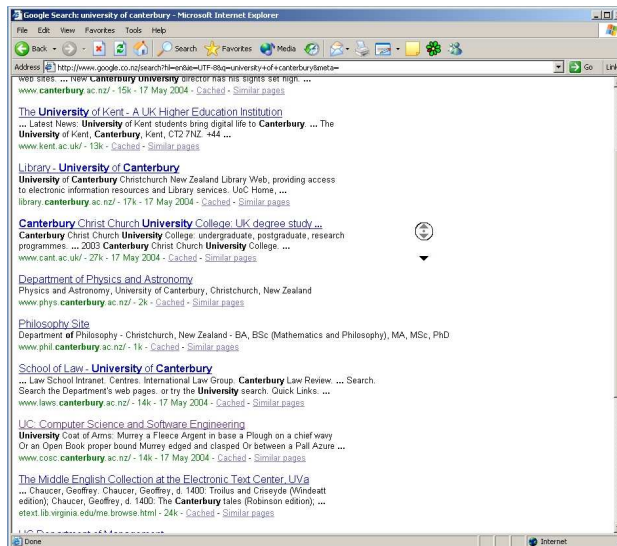 Google Search: university of canterbury - Microsoft Internet Explorer
File Edit View Favorites Tools Help
Back Search Favorites Media
Address http://www.google.co.nz/search?hl=en&ie=UTF-8&q=university+of+canterbury&meta= Go Link
web sites. ... New Canterbury University director has his sights set high. ...
www.canterbury.ac.nz/ - 15k - 17 May 2004 - Cached - Similar pages
The University of Kent - A UK Higher Education Institution
... Latest News: University of Kent students bring digital life to Canterbury. ... The
University of Kent, Canterbury, Kent, CT2 7NZ. +44 ...
www.kent.ac.uk/ - 13k - Cached - Similar pages
Library - University of Canterbury
University of Canterbury Christchurch New Zealand Library Web, providing access
to electronic information resources and Library services. UoC Home, ...
library.canterbury.ac.nz/ - 17k - 17 May 2004 - Cached - Similar pages
Canterbury Christ Church University College: UK degree study ...
Canterbury Christ Church University College: undergraduate, postgraduate, research
programmes. ... 2003 Canterbury Christ Church University College. ...
www.cant.ac.uk/ - 27k - 17 May 2004 - Cached - Similar pages
Department of Physics and Astronomy
Physics and Astronomy, University of Canterbury, Christchurch, New Zealand
www.phys.canterbury.ac.nz/ - 2k - Cached - Similar pages
Philosophy Site
Department of Philosophy - Christchurch, New Zealand - BA, BSc (Mathematics and Philosophy), MA, MSc, PhD
www.phil.canterbury.ac.nz/ - 1k - Cached - Similar pages
School of Law - University of Canterbury
... Law School Intranet. Centres. International Law Group. Canterbury Law Review. ... Search.
Search the Department's web pages. or try the University search. Quick Links. ...
www.laws.canterbury.ac.nz/ - 14k - 17 May 2004 - Cached - Similar pages
UC: Computer Science and Software Engineering
University Coat of Arms: Murrey a Fleece Argent in base a Plough on a chief wavy
Or an Open Book proper bound Murrey edged and clasped Or between a Pall Azure ...
www.cosc.canterbury.ac.nz/ - 14k - 17 May 2004 - Cached - Similar pages
The Middle English Collection at the Electronic Text Center, UVa
... Chaucer, Geoffrey. Chaucer, Geoffrey, d. 1400: Troilus and Criseyde (Windeatt
edition); Chaucer, Geoffrey, d. 1400: The Canterbury tales (Robinson edition); ...
etext.lib.virginia.edu/me.browse.html - 24k - Cached - Similar pages
UC Department of Management
Done Internet